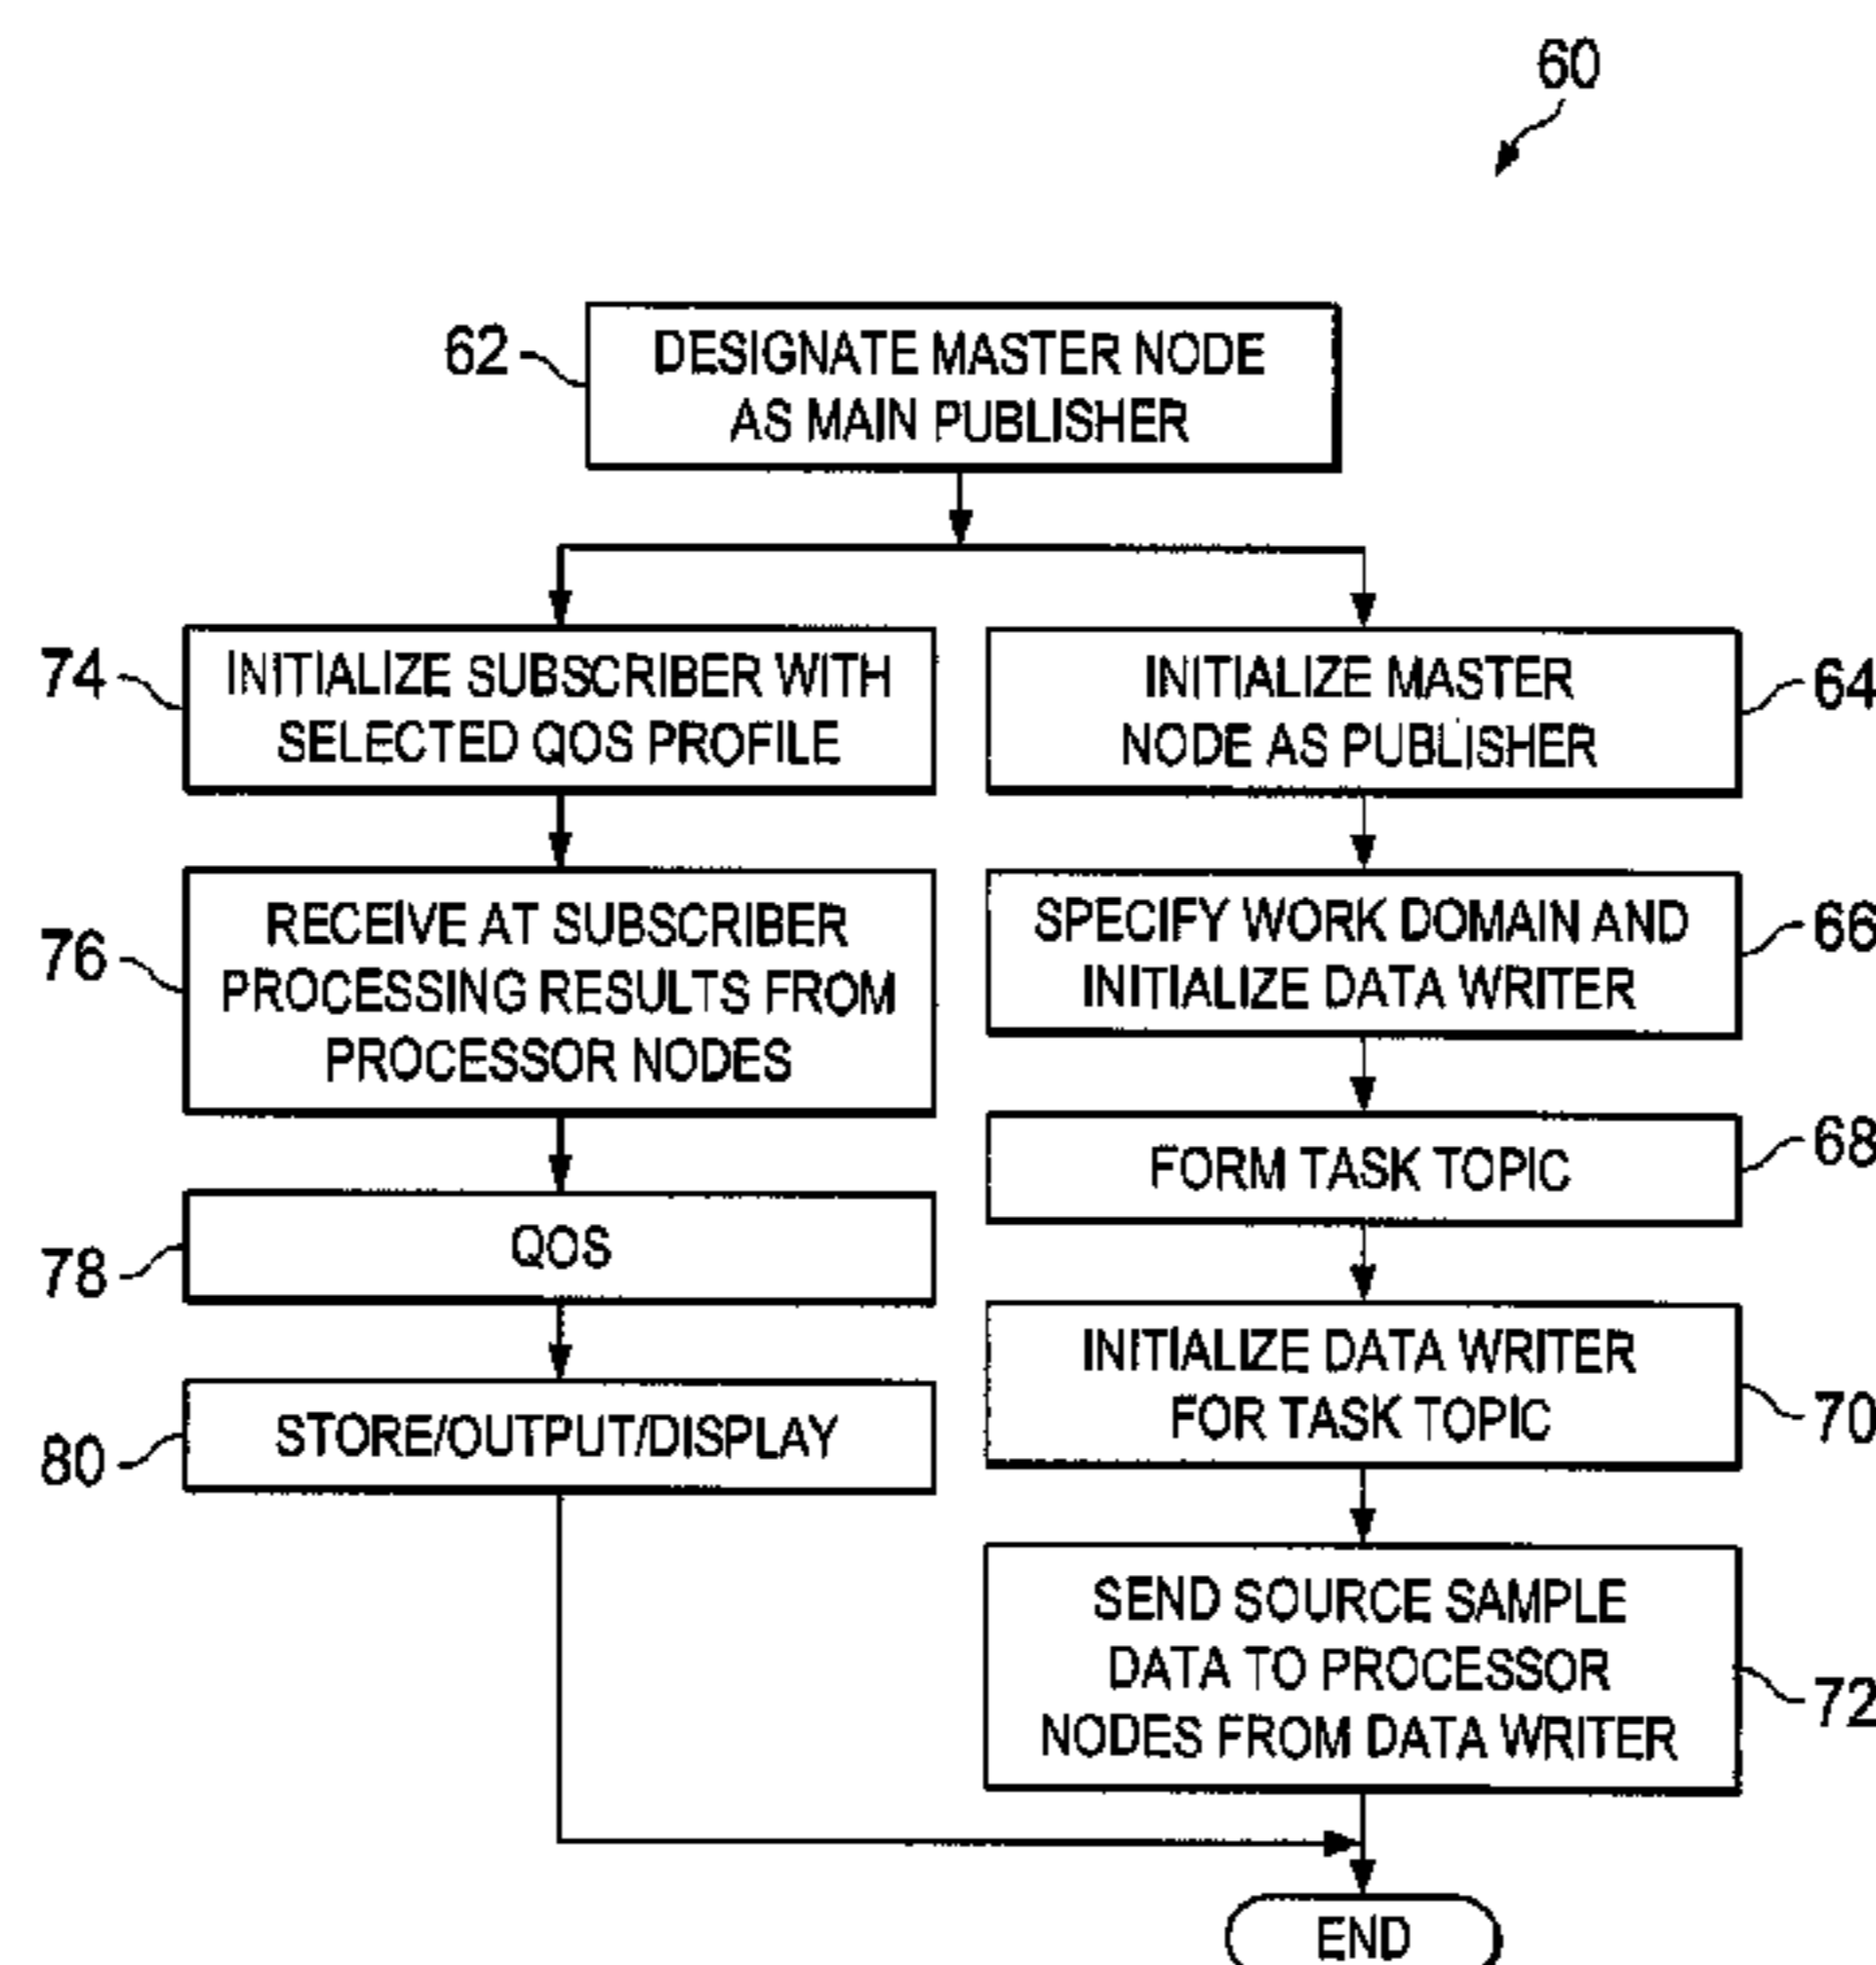 60
62
DESIGNATE MASTER NODE
AS MAIN PUBLISHER
74
INITIALIZE SUBSCRIBER WITH
SELECTED QOS PROFILE
76
RECEIVE AT SUBSCRIBER
PROCESSING RESULTS FROM
PROCESSOR NODES
78
QOS
80
STORE/OUTPUT/DISPLAY
INITIALIZE MASTER
NODE AS PUBLISHER
64
SPECIFY WORK DOMAIN AND
INITIALIZE DATA WRITER
66
FORM TASK TOPIC
68
INITIALIZE DATA WRITER
FOR TASK TOPIC
70
SEND SOURCE SAMPLE
DATA TO PROCESSOR
NODES FROM DATA WRITER
72
END